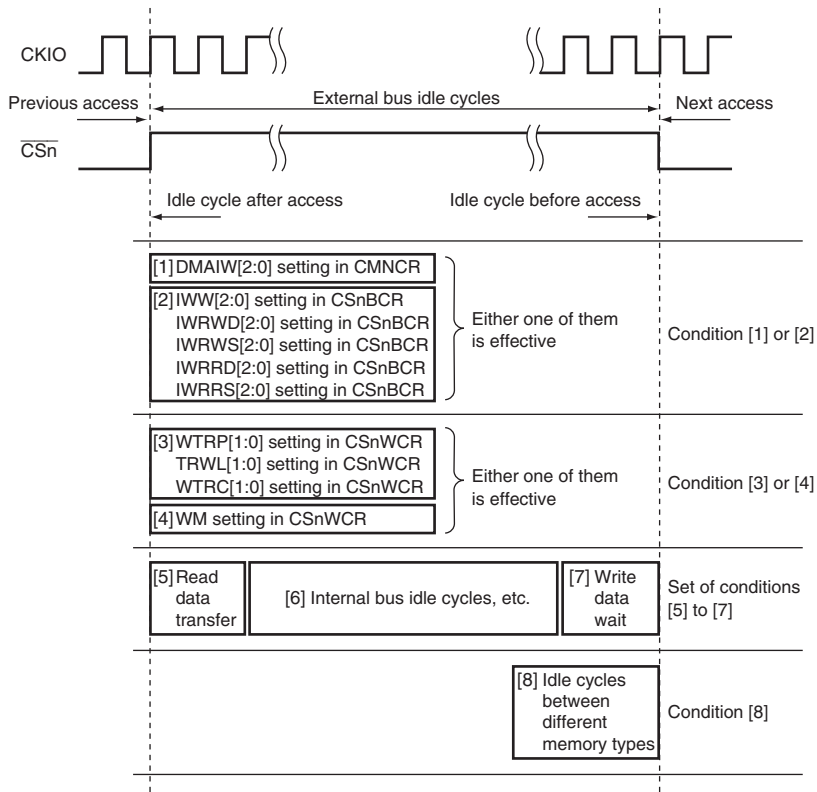 CKIO
Previous access
External bus idle cycles
Next access
CSn
Idle cycle after access
Idle cycle before access
[1] DMAIW[2:0] setting in CMNCR
[2] IWW[2:0] setting in CSnBCR
IWRWD[2:0] setting in CSnBCR
IWRWS[2:0] setting in CSnBCR
IWRRD[2:0] setting in CSnBCR
IWRRS[2:0] setting in CSnBCR
Either one of them
is effective
Condition [1] or [2]
[3] WTRP[1:0] setting in CSnWCR
TRWL[1:0] setting in CSnWCR
WTRC[1:0] setting in CSnWCR
[4] WM setting in CSnWCR
Either one of them
is effective
Condition [3] or [4]
[5] Read
data
transfer
[6] Internal bus idle cycles, etc.
[7] Write
data
wait
Set of conditions
[5] to [7]
[8] Idle cycles
between
different
memory types
Condition [8]